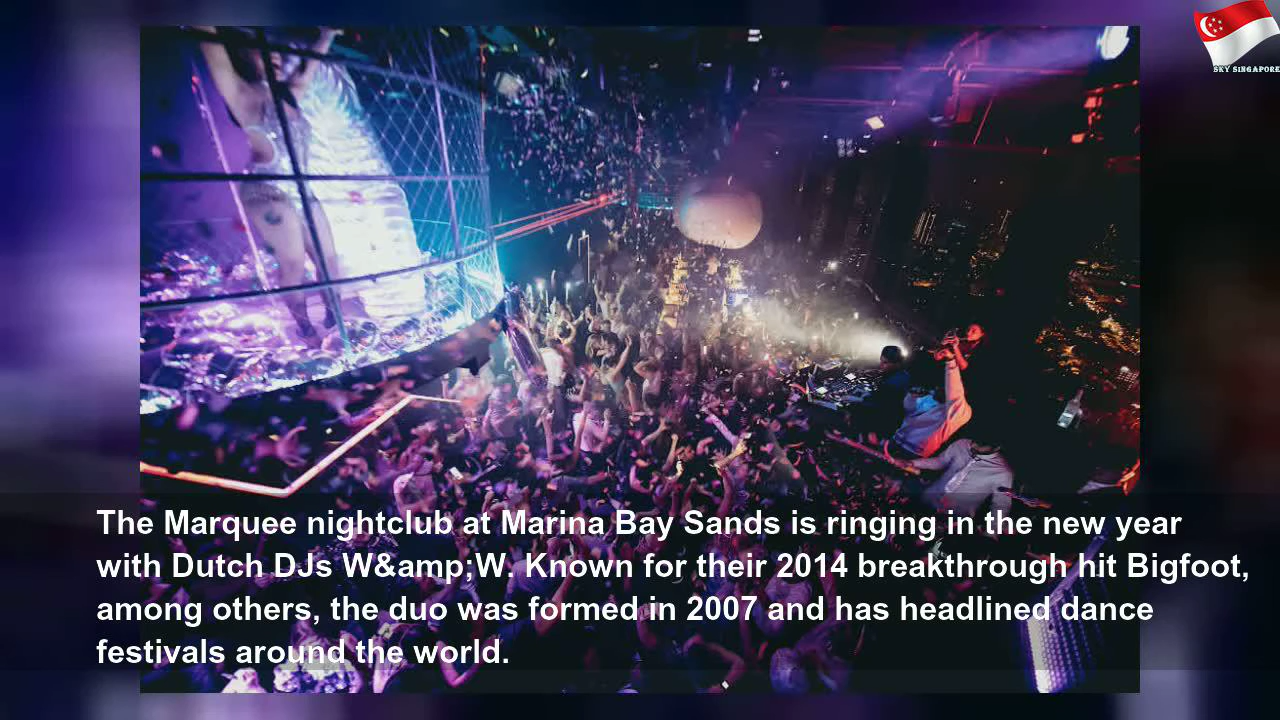 SKY SINGAPORE
The Marquee nightclub at Marina Bay Sands is ringing in the new year
with Dutch DJs W&amp;amp;W. Known for their 2014 breakthrough hit Bigfoot,
among others, the duo was formed in 2007 and has headlined dance
festivals around the world.